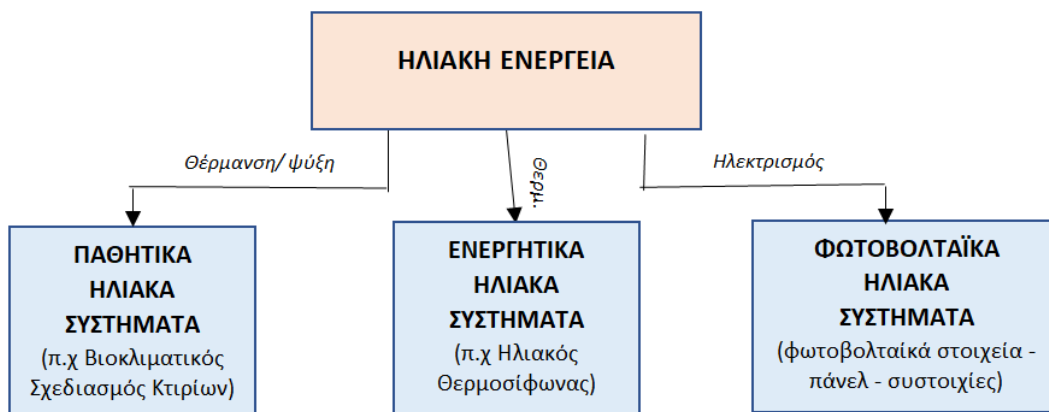 ΗΛΙΑΚΗ ΕΝΕΡΓΕΙΑ
Θέρμανση/ ψύξη
Θερμ.
Ηλεκτρισμός
ΠΑΘΗΤΙΚΑ
ΗΛΙΑΚΑ
ΣΥΣΤΗΜΑΤΑ
(π.χ Βιοκλιματικός
Σχεδιασμός Κτιρίων)
ΕΝΕΡΓΗΤΙΚΑ
ΗΛΙΑΚΑ
ΣΥΣΤΗΜΑΤΑ
(π.χ Ηλιακός
Θερμοσίφωνας)
ΦΩΤΟΒΟΛΤΑΪΚΑ
ΗΛΙΑΚΑ
ΣΥΣΤΗΜΑΤΑ
(φωτοβολταίκά στοιχεία -
πάνελ - συστοιχίες)